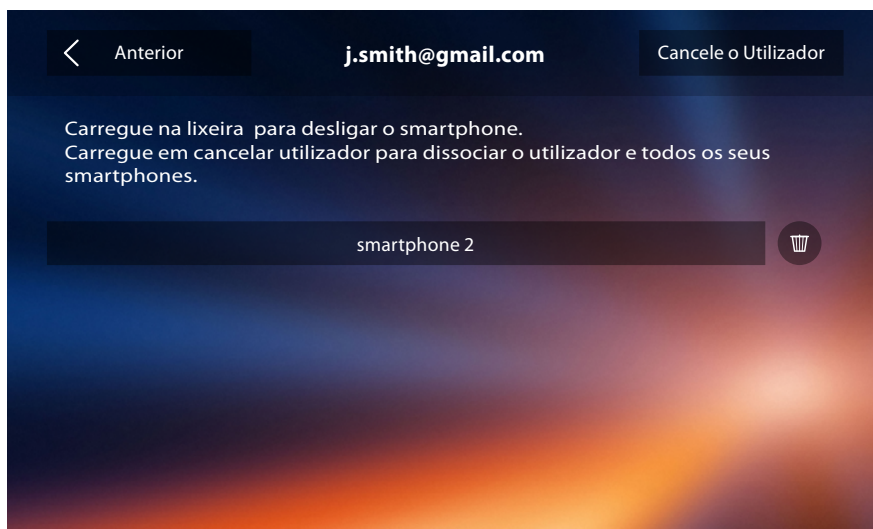 Anterior
j.smith@gmail.com
Cancele o Utilizador
Carregue na lixeira  para desligar o smartphone.
Carregue em cancelar utilizador para dissociar o utilizador e todos os seus
smartphones.
smartphone 2